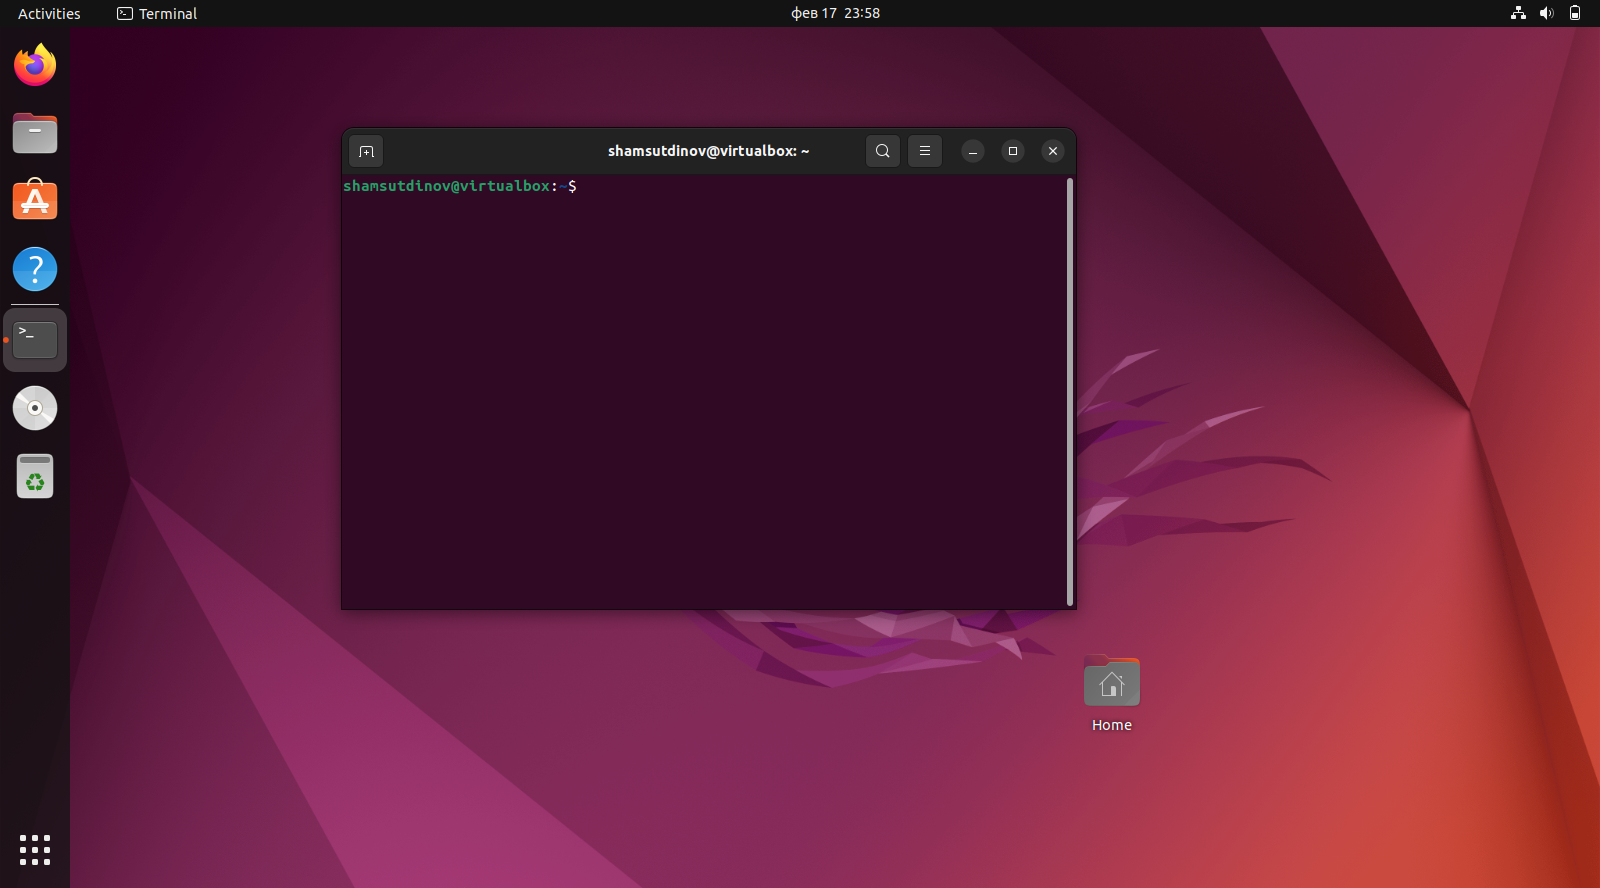 Activities
Terminal
фев 17 23:58
shamsutdinov@virtualbox: ~
shamsutdinov@virtualbox:~$
>_
Home